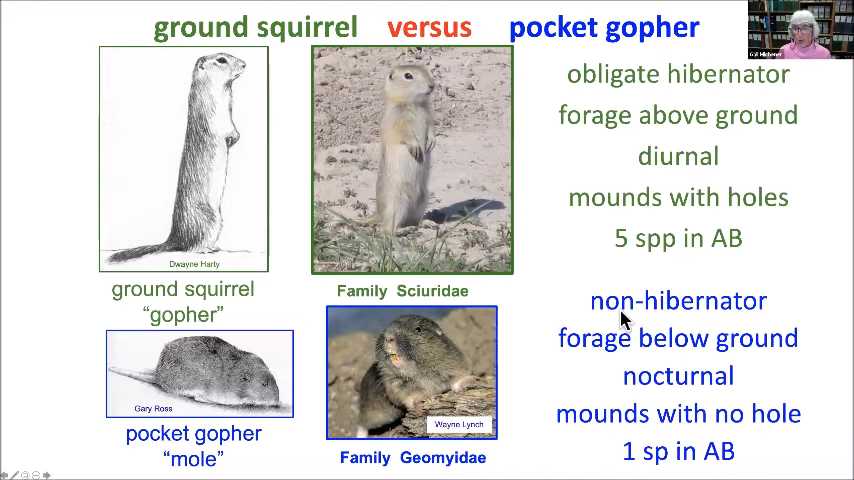 ground squirrel versus pocket gopher
Gail Michener
obligate hibernator
forage above ground
diurnal
mounds with holes
5 spp in AB
Dwayne Harty
ground squirrel
“gopher”
Family Sciuridae
non-hibernator
forage below ground
nocturnal
mounds with no hole
1 sp in AB
Gary Ross
pocket gopher
“mole”
Wayne Lynch
Family Geomyidae